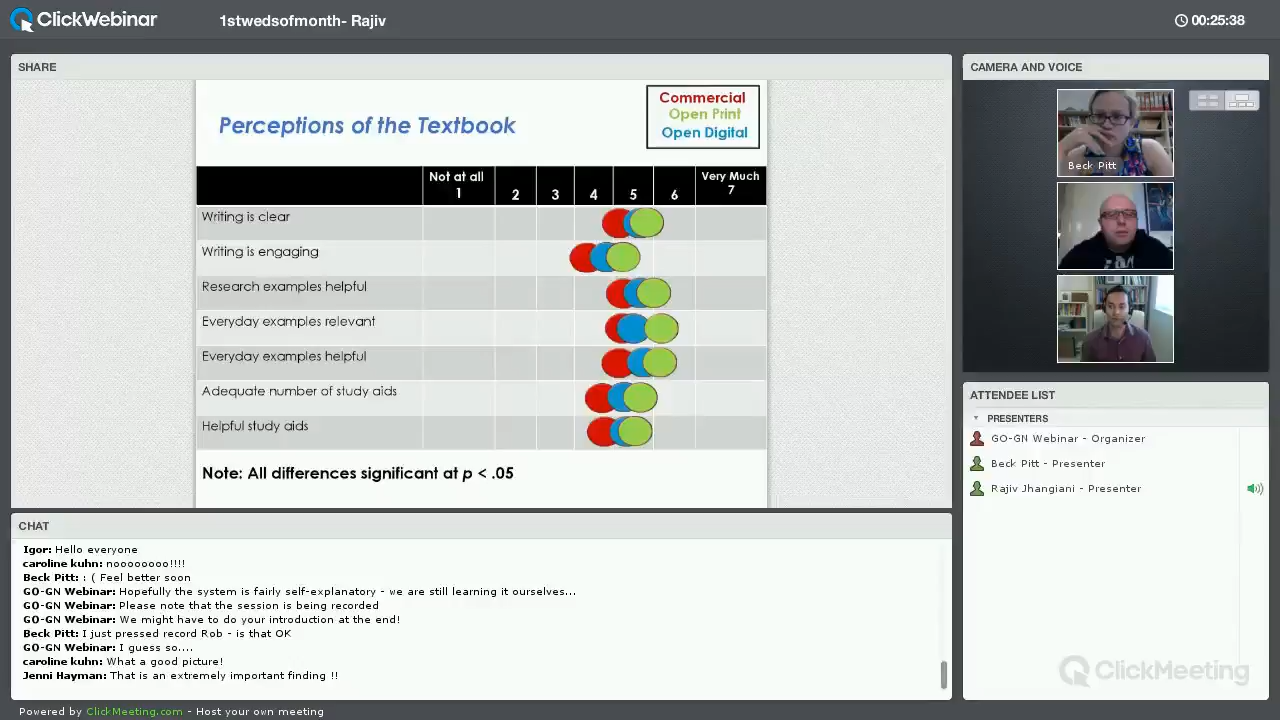 ClickWebinar
1stwedsofmonth- Rajiv
00:25:38
SHARE
Perceptions of the Textbook
Commercial
Open Print
Open Digital
Not at all
1
2
3
4
5
6
Very Much
7
Writing is clear
Writing is engaging
Research examples helpful
Everyday examples relevant
Everyday examples helpful
Adequate number of study aids
Helpful study aids
Note: All differences significant at p < .05
CAMERA AND VOICE
Beck Pitt
ATTENDEE LIST
PRESENTERS
GO-GN Webinar - Organizer
Beck Pitt - Presenter
Rajiv Jhangiani - Presenter
CHAT
Igor: Hello everyone
caroline kuhn: noooooooo!!!!
Beck Pitt: : ( Feel better soon
GO-GN Webinar: Hopefully the system is fairly self-explanatory - we are still learning it ourselves...
GO-GN Webinar: Please note that the session is being recorded
GO-GN Webinar: We might have to do your introduction at the end!
Beck Pitt: I just pressed record Rob - is that OK
GO-GN Webinar: I guess so....
caroline kuhn: What a good picture!
Jenni Hayman: That is an extremely important finding !!
ClickMeeting
Powered by ClickMeeting.com - Host your own meeting